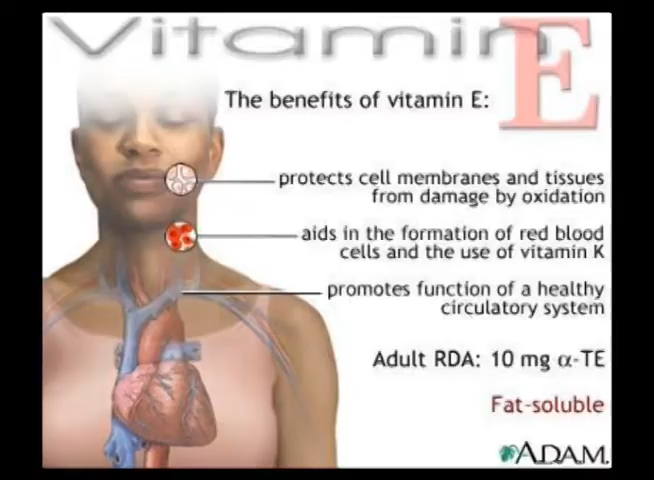 Vitamin E
The benefits of vitamin E:
protects cell membranes and tissues
from damage by oxidation
aids in the formation of red blood
cells and the use of vitamin K
promotes function of a healthy
circulatory system
Adult RDA: 10 mg α-TE
Fat-soluble
A.D.A.M.